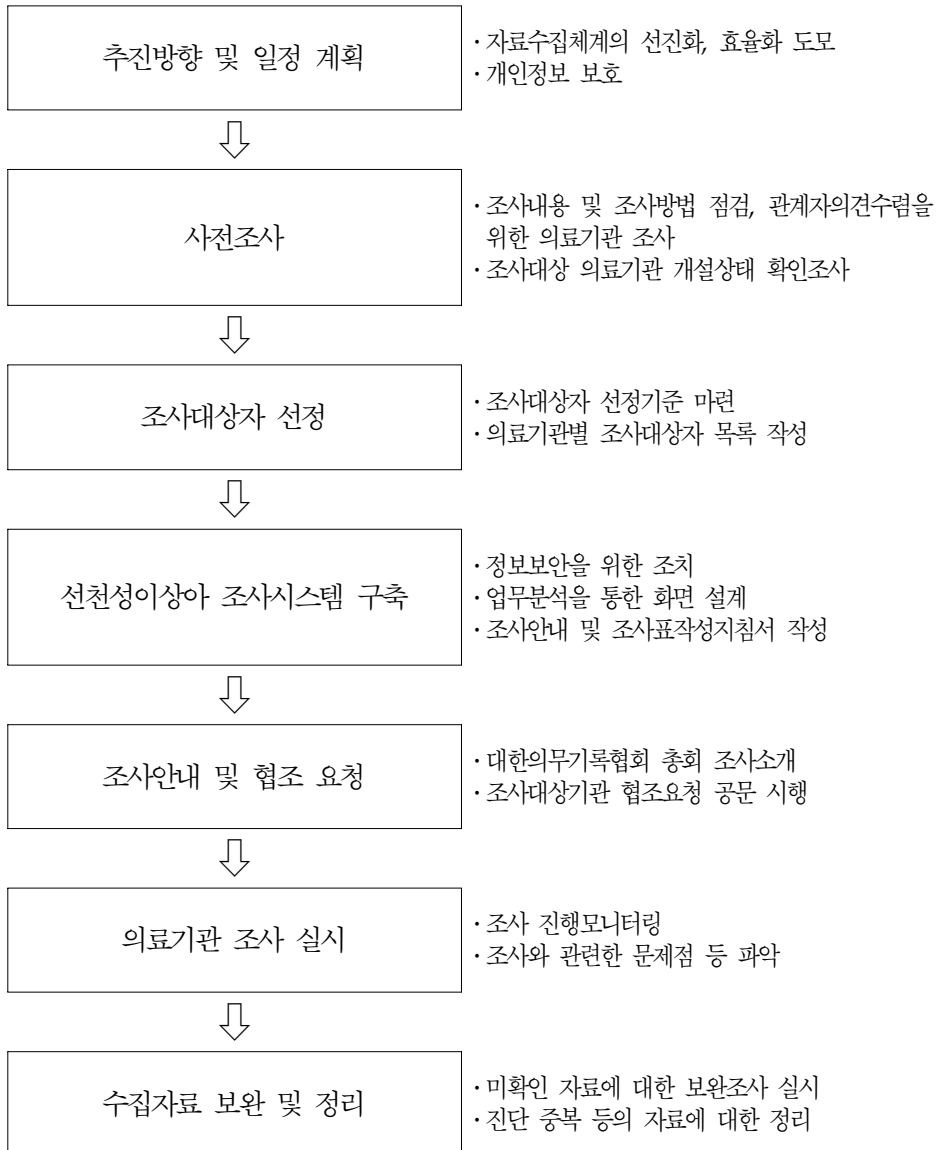 추진방향 및 일정 계획
· 자료수집체계의 선진화, 효율화 도모
· 개인정보 보호
사전조사
· 조사내용 및 조사방법 점검, 관계자의견수렴을
위한 의료기관 조사
· 조사대상 의료기관 개설상태 확인조사
조사대상자 선정
· 조사대상자 선정기준 마련
· 의료기관별 조사대상자 목록 작성
선천성이상아 조사시스템 구축
· 정보보안을 위한 조치
· 업무분석을 통한 화면 설계
· 조사안내 및 조사표작성지침서 작성
조사안내 및 협조 요청
· 대한의무기록협회 총회 조사소개
· 조사대상기관 협조요청 공문 시행
의료기관 조사 실시
· 조사 진행모니터링
· 조사와 관련한 문제점 등 파악
수집자료 보완 및 정리
· 미확인 자료에 대한 보완조사 실시
· 진단 중복 등의 자료에 대한 정리